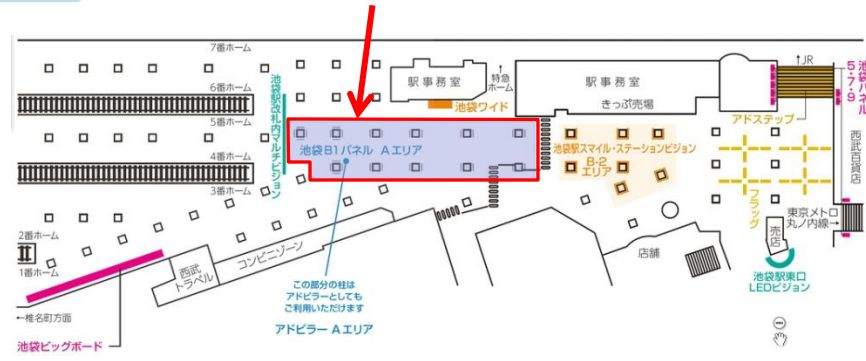 7番ホーム
6番ホーム
5番ホーム
4番ホーム
3番ホーム
2番ホーム
1番ホーム
←椎名町方面
池袋ビッグボード
西武
トラベル
コンビニゾーン
池袋駅改札内マルチビジョン
池袋B1パネル Aエリア
この部分の柱は
アドピラーとしても
ご利用いただけます
アドピラー Aエリア
駅事務室
↑
特急
ホーム
池袋ワイド
駅事務室
きっぷ売場
池袋駅スマイル・ステーションビジョン
B-2
エリア
店舗
↑JR
アドステップ
フラッグ
売店
池袋駅東口
LEDビジョン
東京メトロ
丸ノ内線→
池袋パネル
5・7・9
西武百貨店